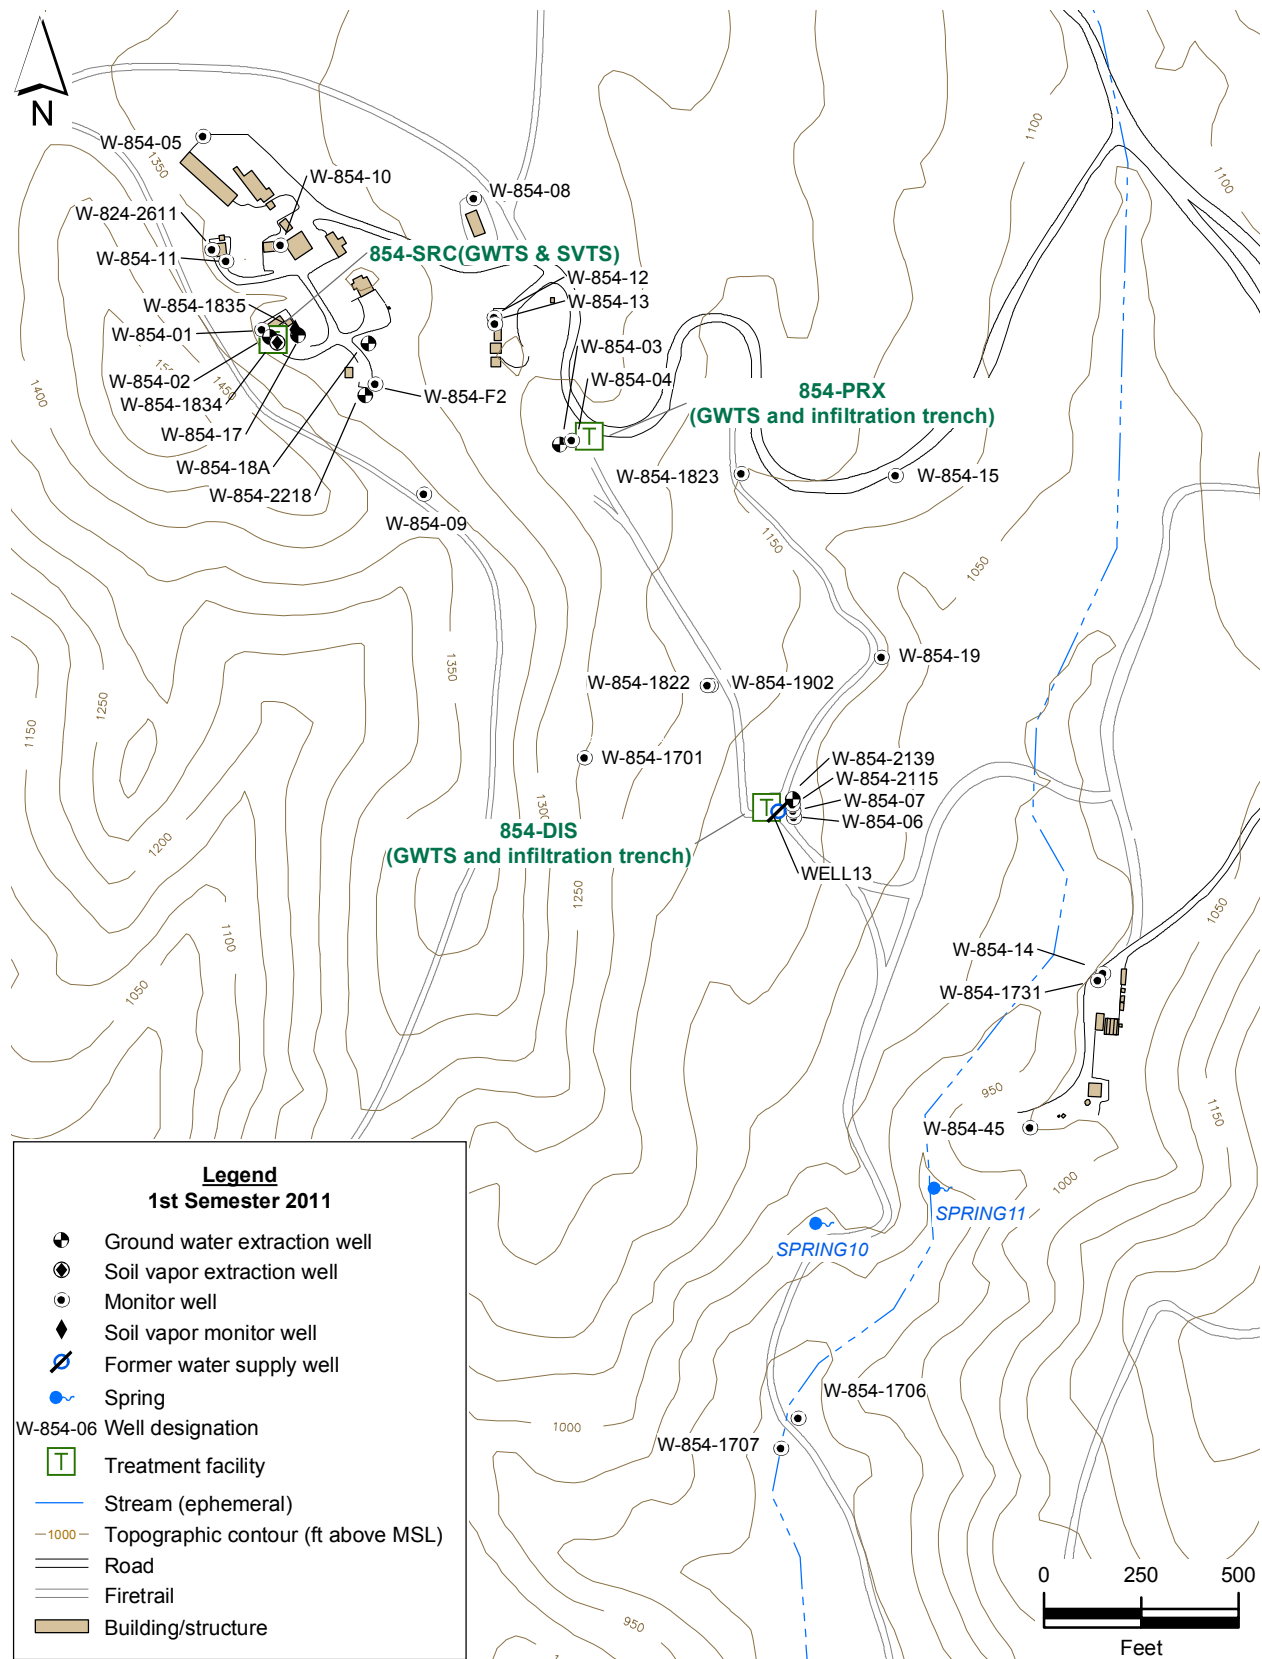 N
1100
1100
W-854-05
1350
W-854-10
W-854-08
W-824-2611
W-854-11
854-SRC(GWTS & SVTS)
W-854-12
W-854-13
W-854-1835
W-854-01
W-854-03
W-854-02
W-854-04
1400
1450
W-854-1834
W-854-F2
854-PRX
(GWTS and infiltration trench)
W-854-17
W-854-18A
W-854-1823
W-854-15
W-854-2218
W-854-09
1150
1050
1350
W-854-19
W-854-1822
W-854-1902
1250
1150
W-854-1701
W-854-2139
W-854-2115
W-854-07
W-854-06
T
T
1300
1200
854-DIS
(GWTS and infiltration trench)
WELL13
1250
1050
1100
W-854-14
1050
W-854-1731
950
1150
W-854-45
1000
SPRING11
SPRING10
W-854-1706
1000
W-854-1707
950
Legend
1st Semester 2011
Ground water extraction well
Soil vapor extraction well
Monitor well
Soil vapor monitor well
Former water supply well
Spring
W-854-06 Well designation
T Treatment facility
Stream (ephemeral)
1000 Topographic contour (ft above MSL)
Road
Firetrail
Building/structure
0 250 500
Feet